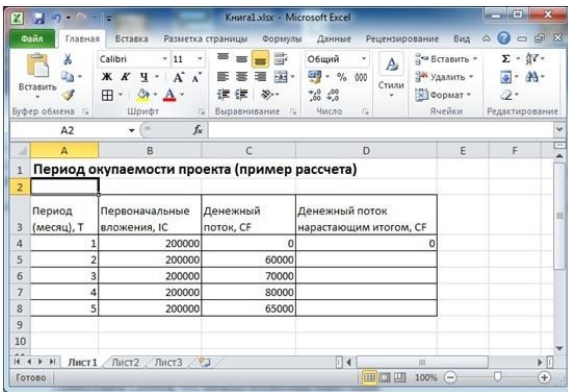 Книга1.xlsx - Microsoft Excel
Файл Главная Вставка Разметка страницы Формулы Данные Рецензирование Вид
Вставить
Calibri 11
Ж К Ч
Общий
% 000
Стили
Вставить
Удалить
Формат
Буфер обмена Шрифт Выравнивание Число Ячейки Редактирование
A2 fx
A B C D E F
1 Период окупаемости проекта (пример рассчета)
2
3 Период (месяц), T Первоначальные вложения, IC Денежный поток, CF Денежный поток нарастающим итогом, CF
4 1 200000 0 0
5 2 200000 60000
6 3 200000 70000
7 4 200000 80000
8 5 200000 65000
9
10
Лист1 Лист2 Лист3
Готово 100%